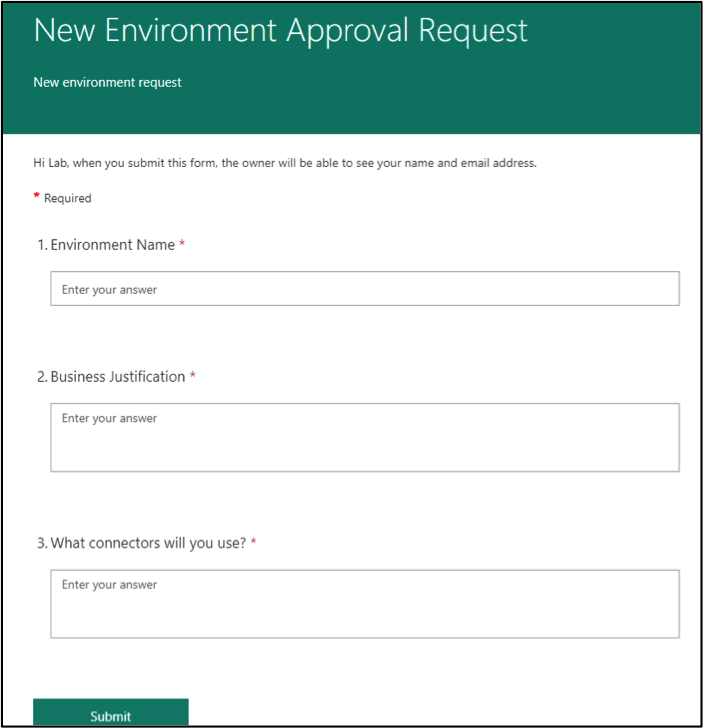 New Environment Approval Request
New environment request
Hi Lab, when you submit this form, the owner will be able to see your name and email address.
* Required
1. Environment Name *
Enter your answer
2. Business Justification *
Enter your answer
3. What connectors will you use? *
Enter your answer
Submit